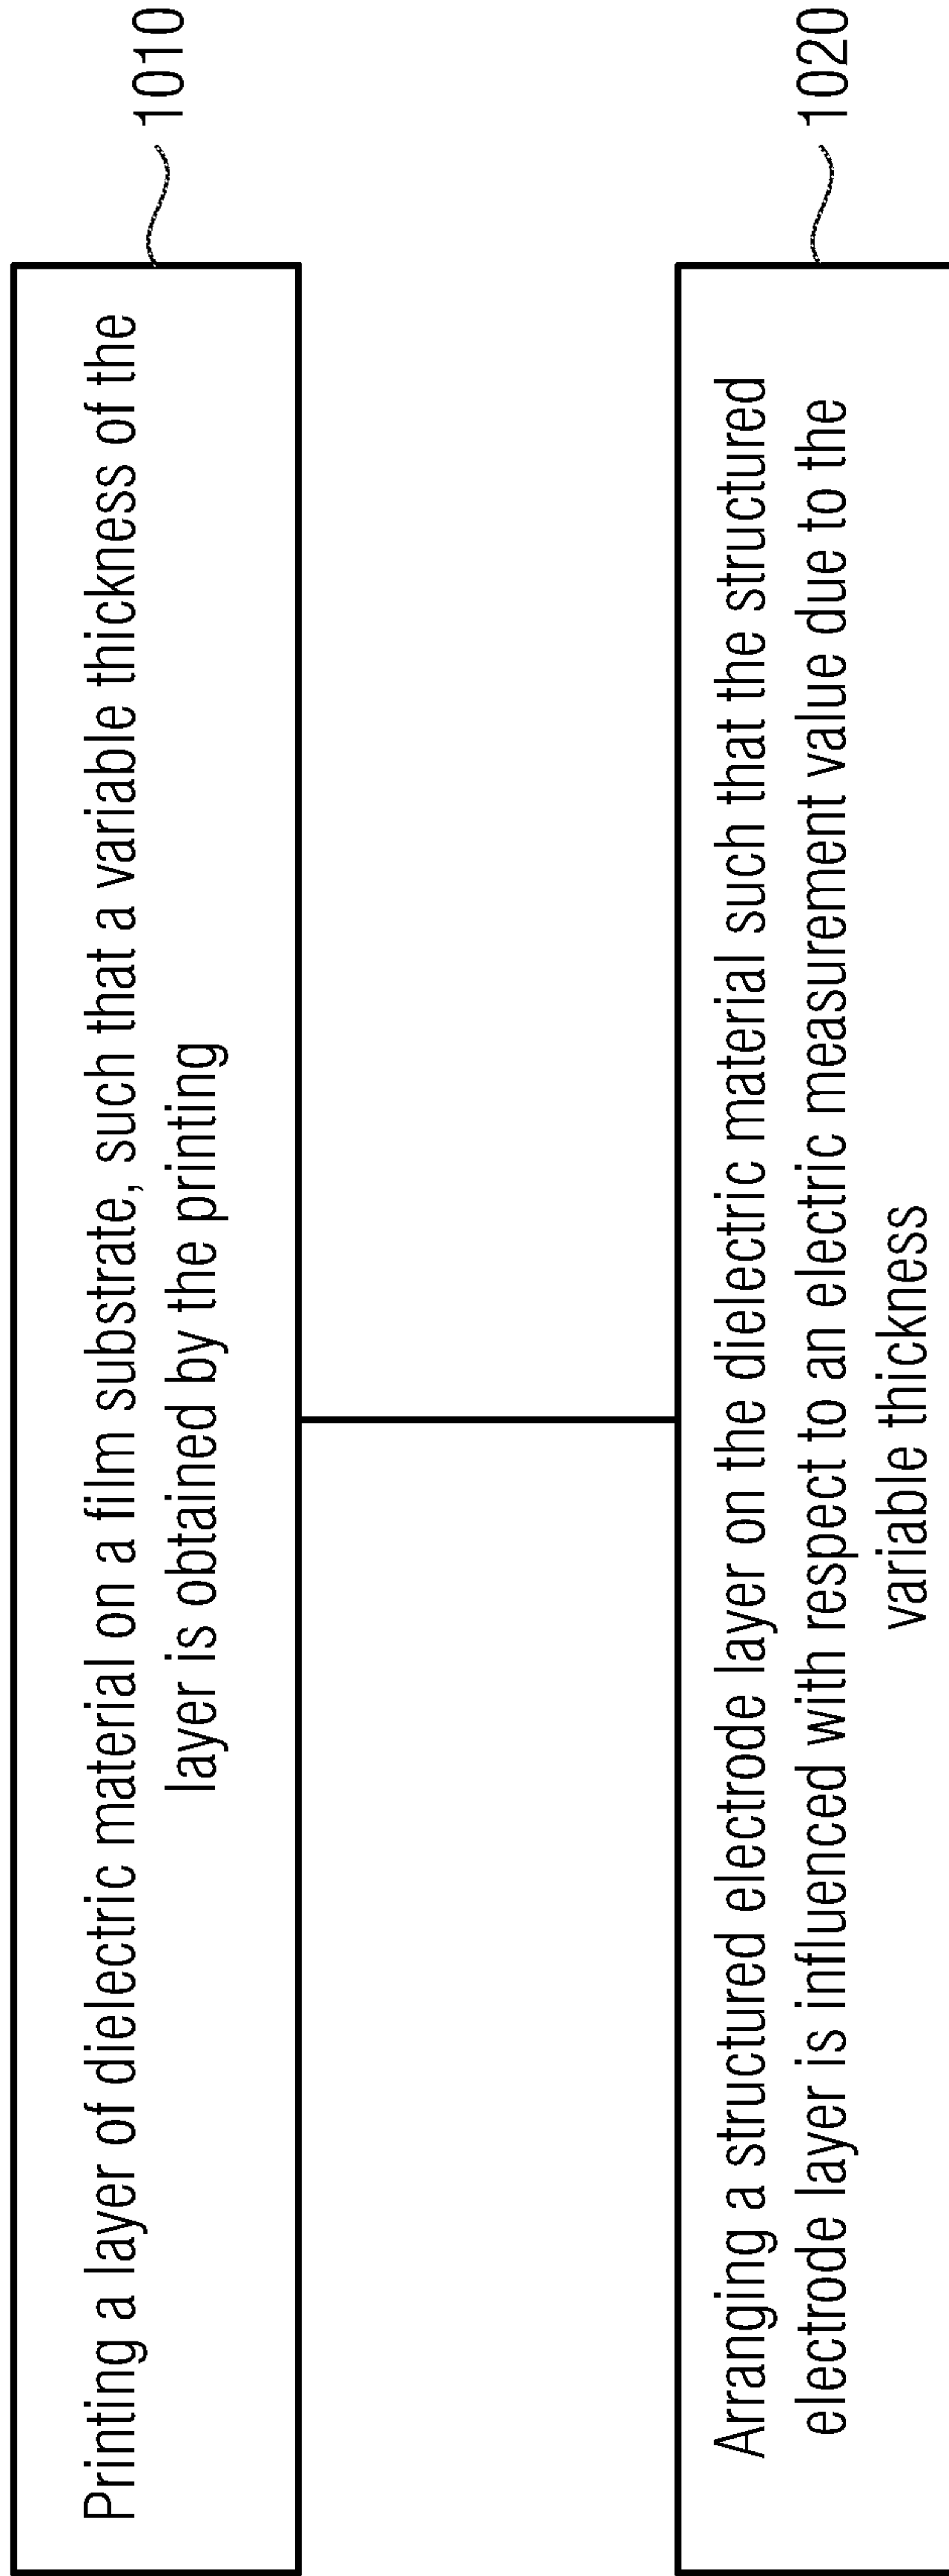 Printing a layer of dielectric material on a film substrate, such that a variable thickness of the
layer is obtained by the printing
1010
Arranging a structured electrode layer on the dielectric material such that the structured
electrode layer is influenced with respect to an electric measurement value due to the
variable thickness
1020